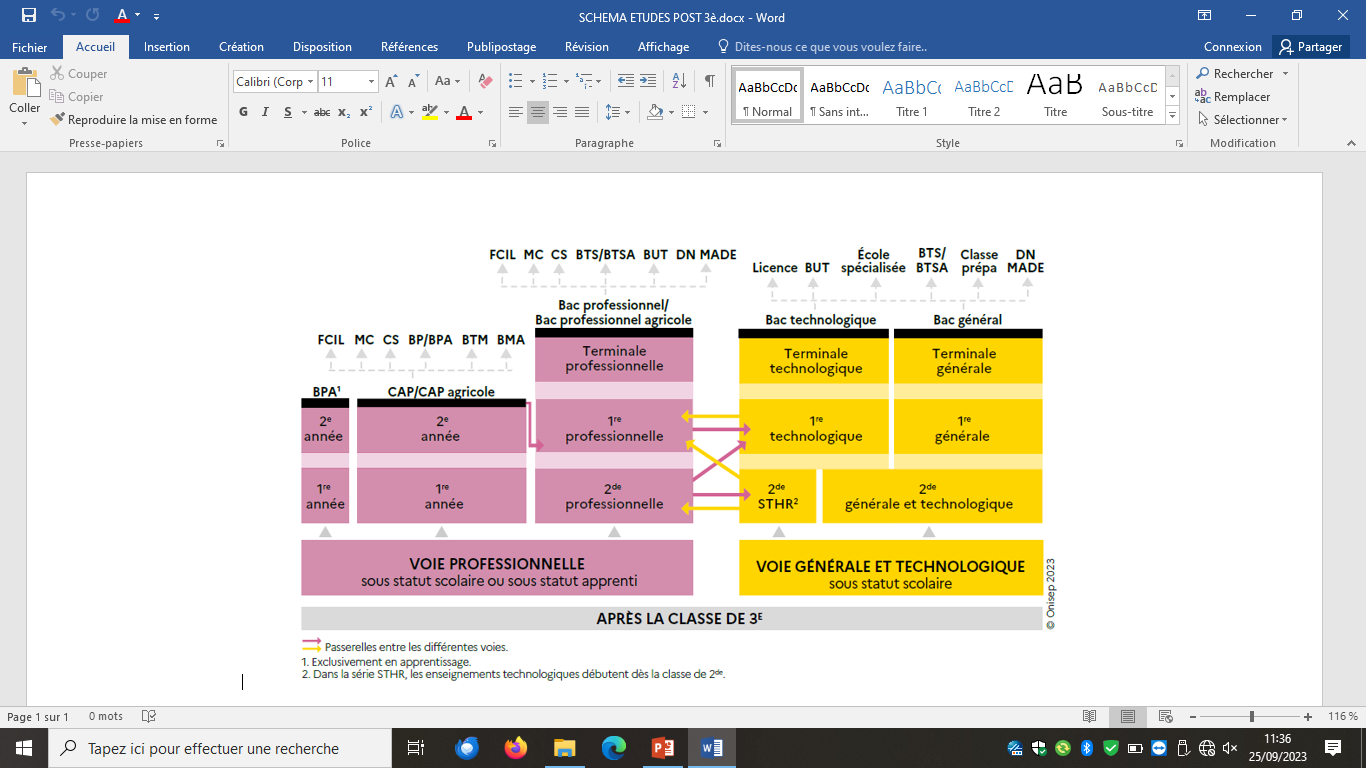 SCHEMA ETUDES POST 3è.docx - Word
Fichier Accueil Insertion Création Disposition Références Publipostage Révision Affichage Dites-nous ce que vous voulez faire.. Connexion Partager
Coller
Couper
Copier
Reproduire la mise en forme
Presse-papiers
Calibri (Corp 11
Aa
G I S abc x₂ x²
Police
Paragraphe
AaBbCcDc AaBbCcDc AaBbCc AaBbCcD AaB AaBbCcD
¶ Normal ¶ Sans int... Titre 1 Titre 2 Titre Sous-titre
Style
Rechercher
Remplacer
Sélectionner
Modification
FCIL MC CS BTS/BTSA BUT DN MADE
Licence BUT École spécialisée BTS/ BTSA Classe prépa DN MADE
Bac professionnel/
Bac professionnel agricole
Bac technologique Bac général
FCIL MC CS BP/BPA BTM BMA
Terminale professionnelle
Terminale technologique
Terminale générale
BPA¹ CAP/CAP agricole
2e année
2e année
1re professionnelle
1re technologique
1re générale
1re année
1re année
2de professionnelle
2de STHR²
2de générale et technologique
VOIE PROFESSIONNELLE
sous statut scolaire ou sous statut apprenti
VOIE GÉNÉRALE ET TECHNOLOGIQUE
sous statut scolaire
© Onisep 2023
APRÈS LA CLASSE DE 3E
Passerelles entre les différentes voies.
1. Exclusivement en apprentissage.
2. Dans la série STHR, les enseignements technologiques débutent dès la classe de 2de.
Page 1 sur 1 0 mots 116 %
Tapez ici pour effectuer une recherche
11:36
25/09/2023